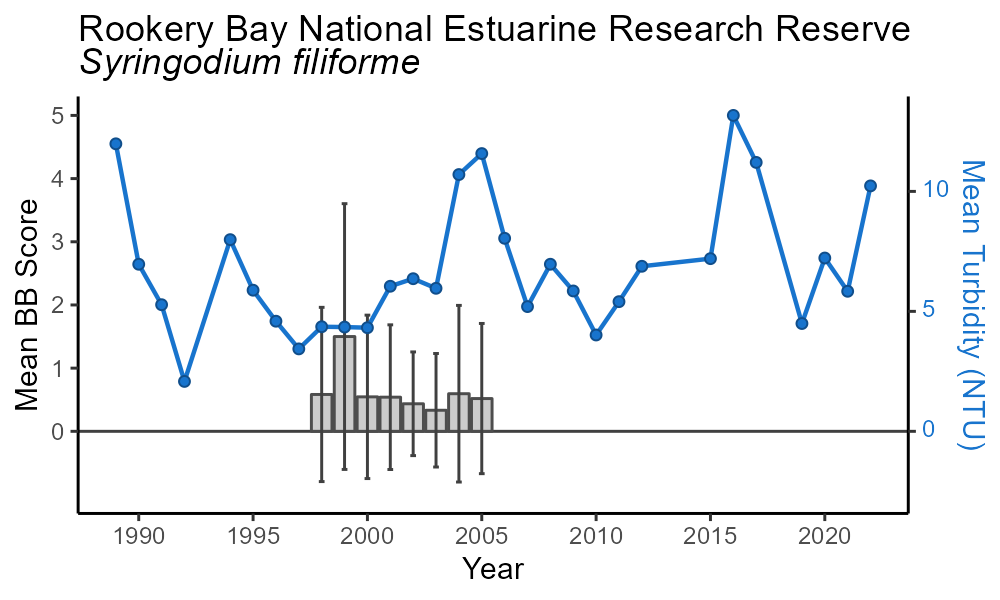 Rookery Bay National Estuarine Research Reserve
Syringodium filiforme
Mean BB Score
5
4
3
2
1
0
10
5
0
Mean Turbidity (NTU)
1990 1995 2000 2005 2010 2015 2020
Year